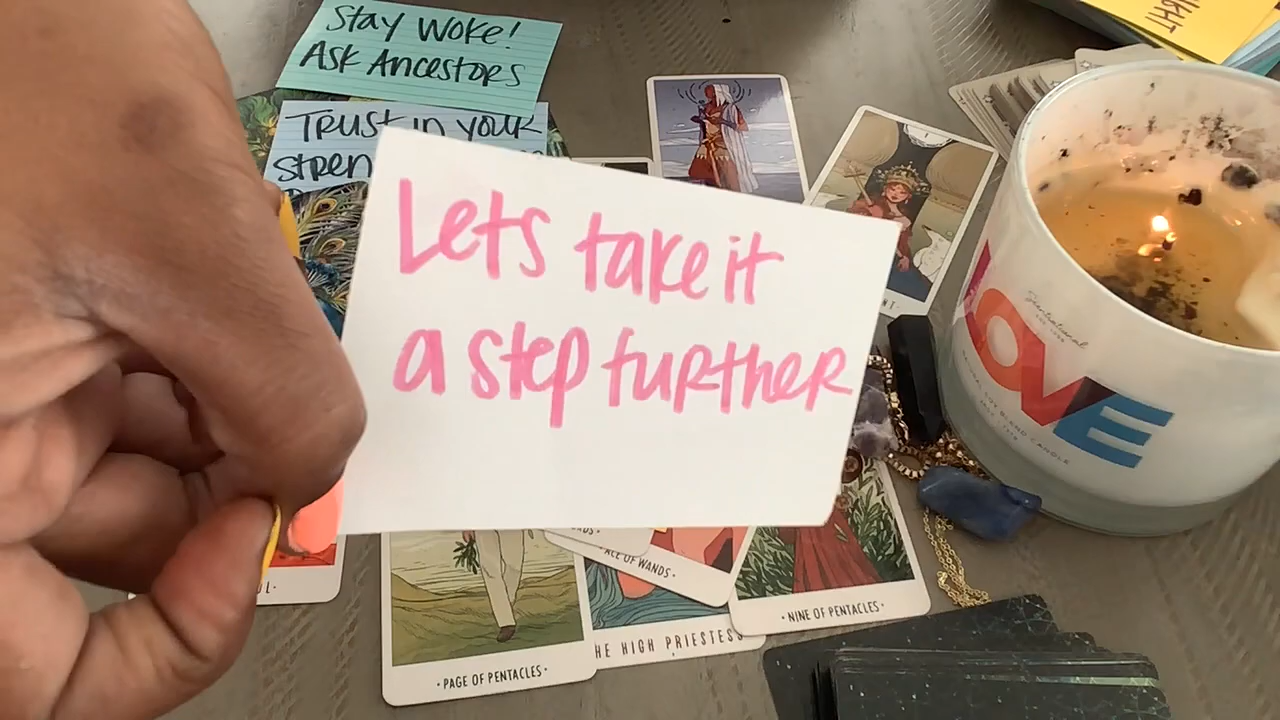 Stay Woke!
Ask Ancestors
Trust in your
Lets take it
a step further
LOVE
ACE OF WANDS
· PAGE OF PENTACLES ·
HE HIGH PRIESTESS
· NINE OF PENTACLES ·